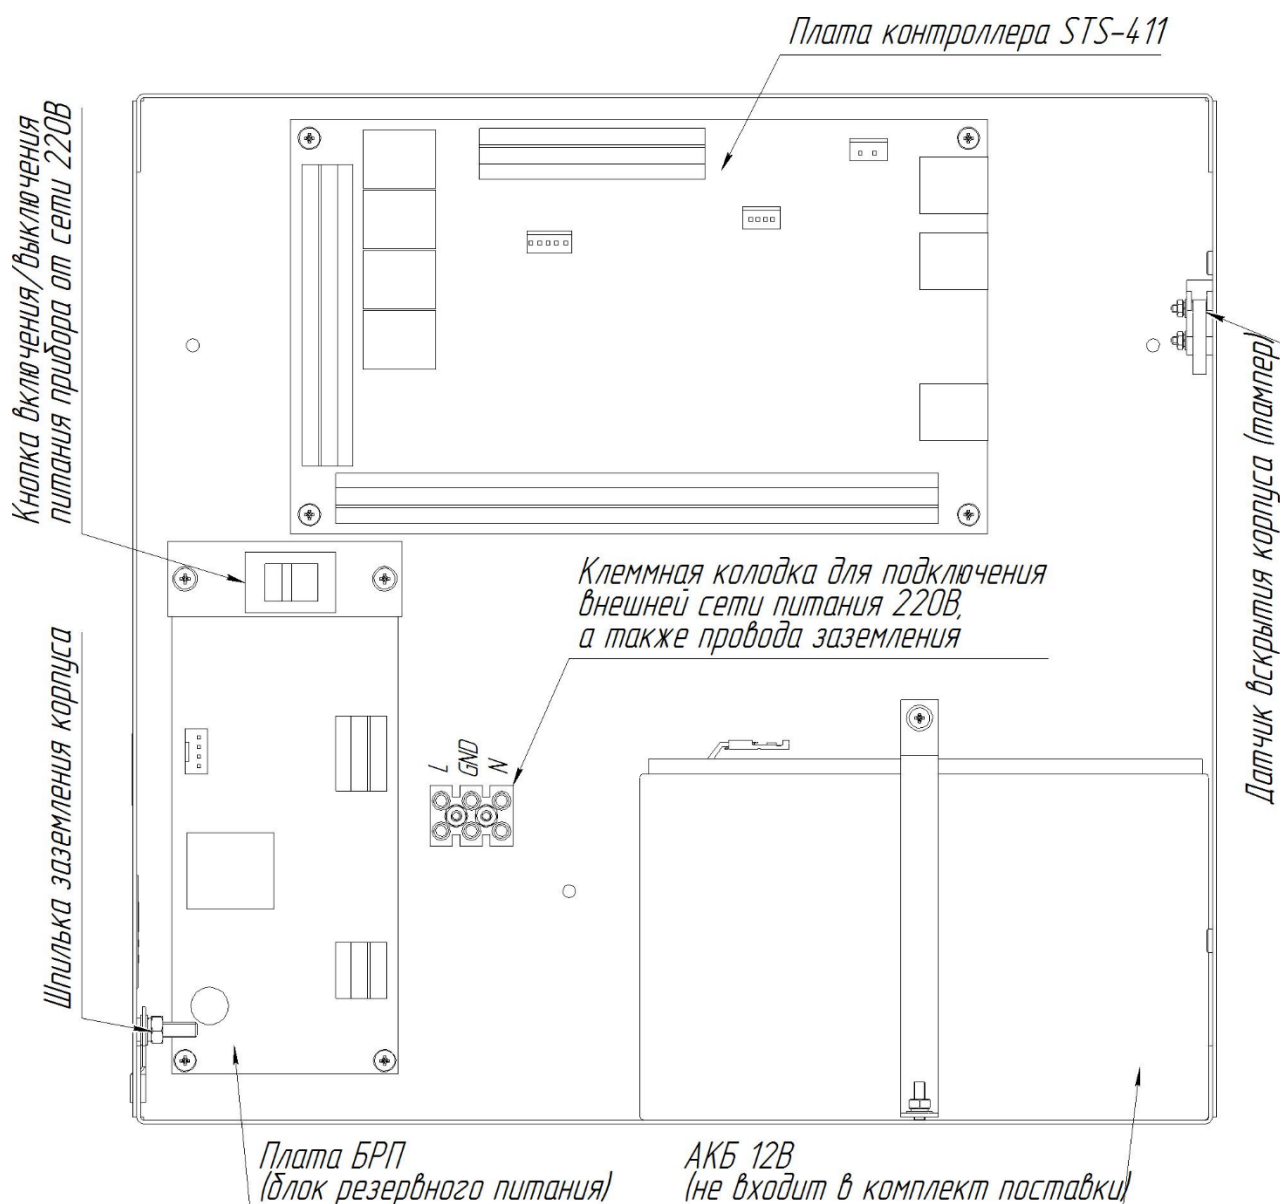 Плата контроллера STS-411
Кнопка включения/выключения
питания прибора от сети 220В
Датчик вскрытия корпуса (тампер)
Клеммная колодка для подключения
внешней сети питания 220В,
а также провода заземления
Шпилька заземления корпуса
L
GND
N
Плата БРП
(блок резервного питания)
АКБ 12В
(не входит в комплект поставки)